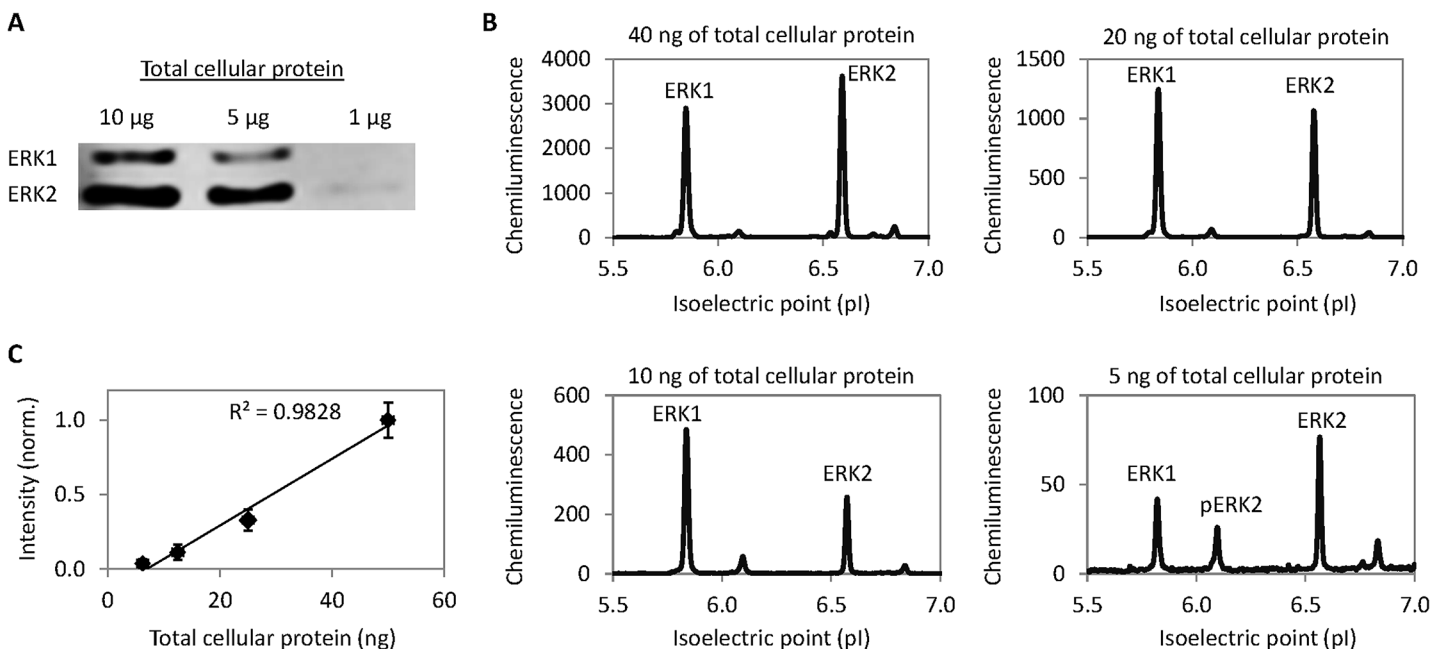 A
Total cellular protein
10 µg 5 µg 1 µg
ERK1
ERK2
B
40 ng of total cellular protein
Chemiluminescence
4000
3000
2000
1000
0
ERK1
ERK2
5.5 6.0 6.5 7.0
Isoelectric point (pI)
20 ng of total cellular protein
Chemiluminescence
1500
1000
500
0
ERK1
ERK2
5.5 6.0 6.5 7.0
Isoelectric point (pI)
C
R² = 0.9828
Intensity (norm.)
1.0
0.5
0.0
0 20 40 60
Total cellular protein (ng)
10 ng of total cellular protein
Chemiluminescence
600
400
200
0
ERK1
ERK2
5.5 6.0 6.5 7.0
Isoelectric point (pI)
5 ng of total cellular protein
Chemiluminescence
100
50
0
ERK1
pERK2
ERK2
5.5 6.0 6.5 7.0
Isoelectric point (pI)